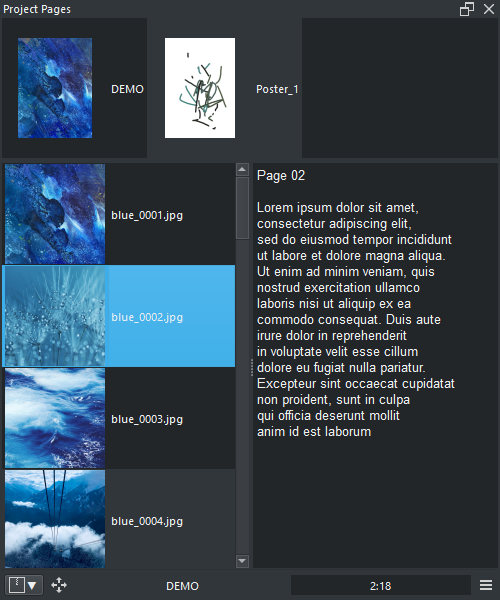 Project Pages
DEMO
Poster_1
blue_0001.jpg
blue_0002.jpg
blue_0003.jpg
blue_0004.jpg
Page 02
Lorem ipsum dolor sit amet,
consectetur adipiscing elit,
sed do eiusmod tempor incididunt
ut labore et dolore magna aliqua.
Ut enim ad minim veniam, quis
nostrud exercitation ullamco
laboris nisi ut aliquip ex ea
commodo consequat. Duis aute
irure dolor in reprehenderit
in voluptate velit esse cillum
dolore eu fugiat nulla pariatur.
Excepteur sint occaecat cupidatat
non proident, sunt in culpa
qui officia deserunt mollit
anim id est laborum
DEMO
2:18